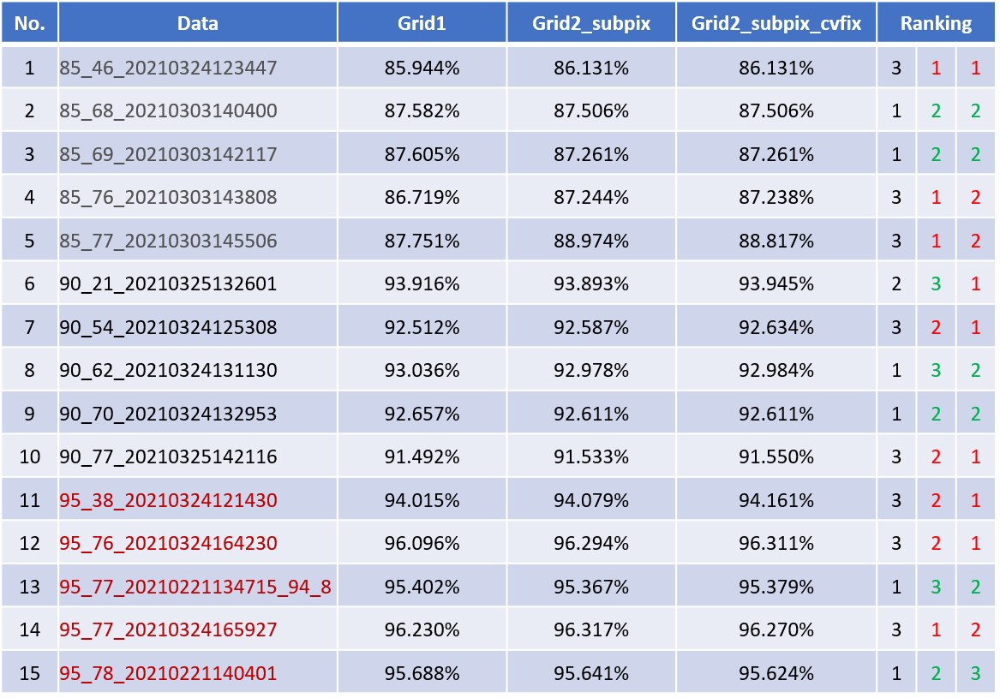 No. Data Grid1 Grid2_subpix Grid2_subpix_cvfix Ranking
1 85_46_20210324123447 85.944% 86.131% 86.131% 3 1 1
2 85_68_20210303140400 87.582% 87.506% 87.506% 1 2 2
3 85_69_20210303142117 87.605% 87.261% 87.261% 1 2 2
4 85_76_20210303143808 86.719% 87.244% 87.238% 3 1 2
5 85_77_20210303145506 87.751% 88.974% 88.817% 3 1 2
6 90_21_20210325132601 93.916% 93.893% 93.945% 2 3 1
7 90_54_20210324125308 92.512% 92.587% 92.634% 3 2 1
8 90_62_20210324131130 93.036% 92.978% 92.984% 1 3 2
9 90_70_20210324132953 92.657% 92.611% 92.611% 1 2 2
10 90_77_20210325142116 91.492% 91.533% 91.550% 3 2 1
11 95_38_20210324121430 94.015% 94.079% 94.161% 3 2 1
12 95_76_20210324164230 96.096% 96.294% 96.311% 3 2 1
13 95_77_20210221134715_94_8 95.402% 95.367% 95.379% 1 3 2
14 95_77_20210324165927 96.230% 96.317% 96.270% 3 1 2
15 95_78_20210221140401 95.688% 95.641% 95.624% 1 2 3